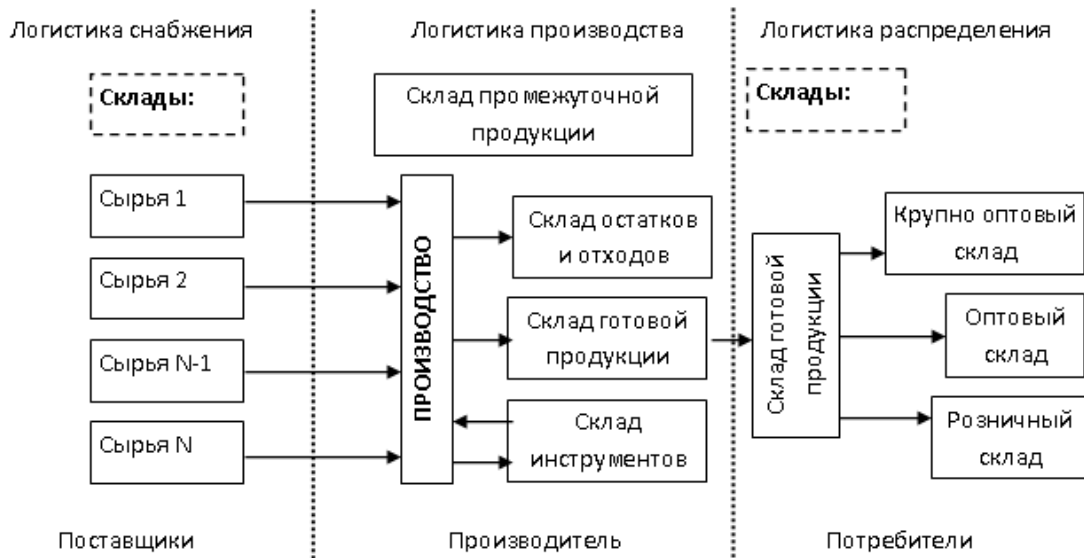 Логистика снабжения
Логистика производства
Логистика распределения
Склады:
Склад промежуточной
продукции
Склады:
Сырья 1
Сырья 2
Сырья N-1
Сырья N
ПРОИЗВОДСТВО
Склад остатков
и отходов
Склад готовой
продукции
Склад
инструментов
Склад готовой
продукции
Крупно оптовый
склад
Оптовый
склад
Розничный
склад
Поставщики
Производитель
Потребители